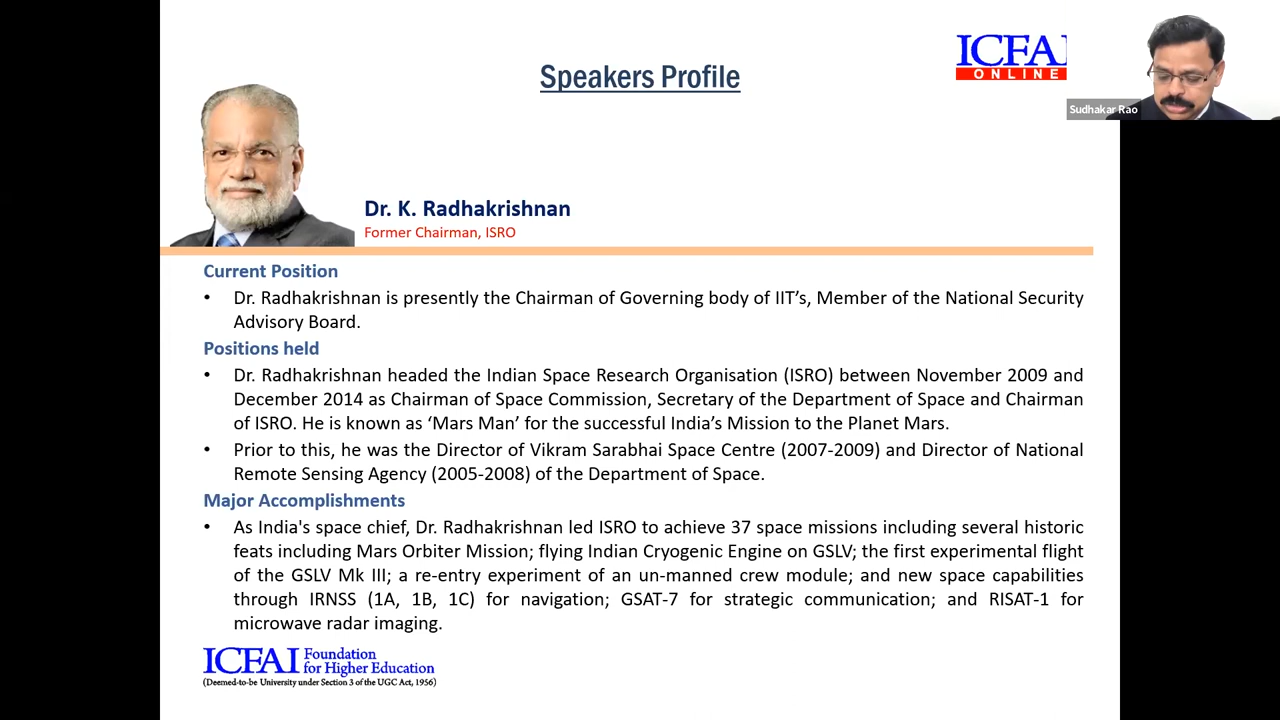 Speakers Profile
ICFA
ONLINE
Sudhakar Rao
Dr. K. Radhakrishnan
Former Chairman, ISRO
Current Position
• Dr. Radhakrishnan is presently the Chairman of Governing body of IIT’s, Member of the National Security
Advisory Board.
Positions held
• Dr. Radhakrishnan headed the Indian Space Research Organisation (ISRO) between November 2009 and
December 2014 as Chairman of Space Commission, Secretary of the Department of Space and Chairman
of ISRO. He is known as ‘Mars Man’ for the successful India’s Mission to the Planet Mars.
• Prior to this, he was the Director of Vikram Sarabhai Space Centre (2007-2009) and Director of National
Remote Sensing Agency (2005-2008) of the Department of Space.
Major Accomplishments
• As India's space chief, Dr. Radhakrishnan led ISRO to achieve 37 space missions including several historic
feats including Mars Orbiter Mission; flying Indian Cryogenic Engine on GSLV; the first experimental flight
of the GSLV Mk III; a re-entry experiment of an un-manned crew module; and new space capabilities
through IRNSS (1A, 1B, 1C) for navigation; GSAT-7 for strategic communication; and RISAT-1 for
microwave radar imaging.
ICFAI Foundation
for Higher Education
(Deemed-to-be University under Section 3 of the UGC Act, 1956)